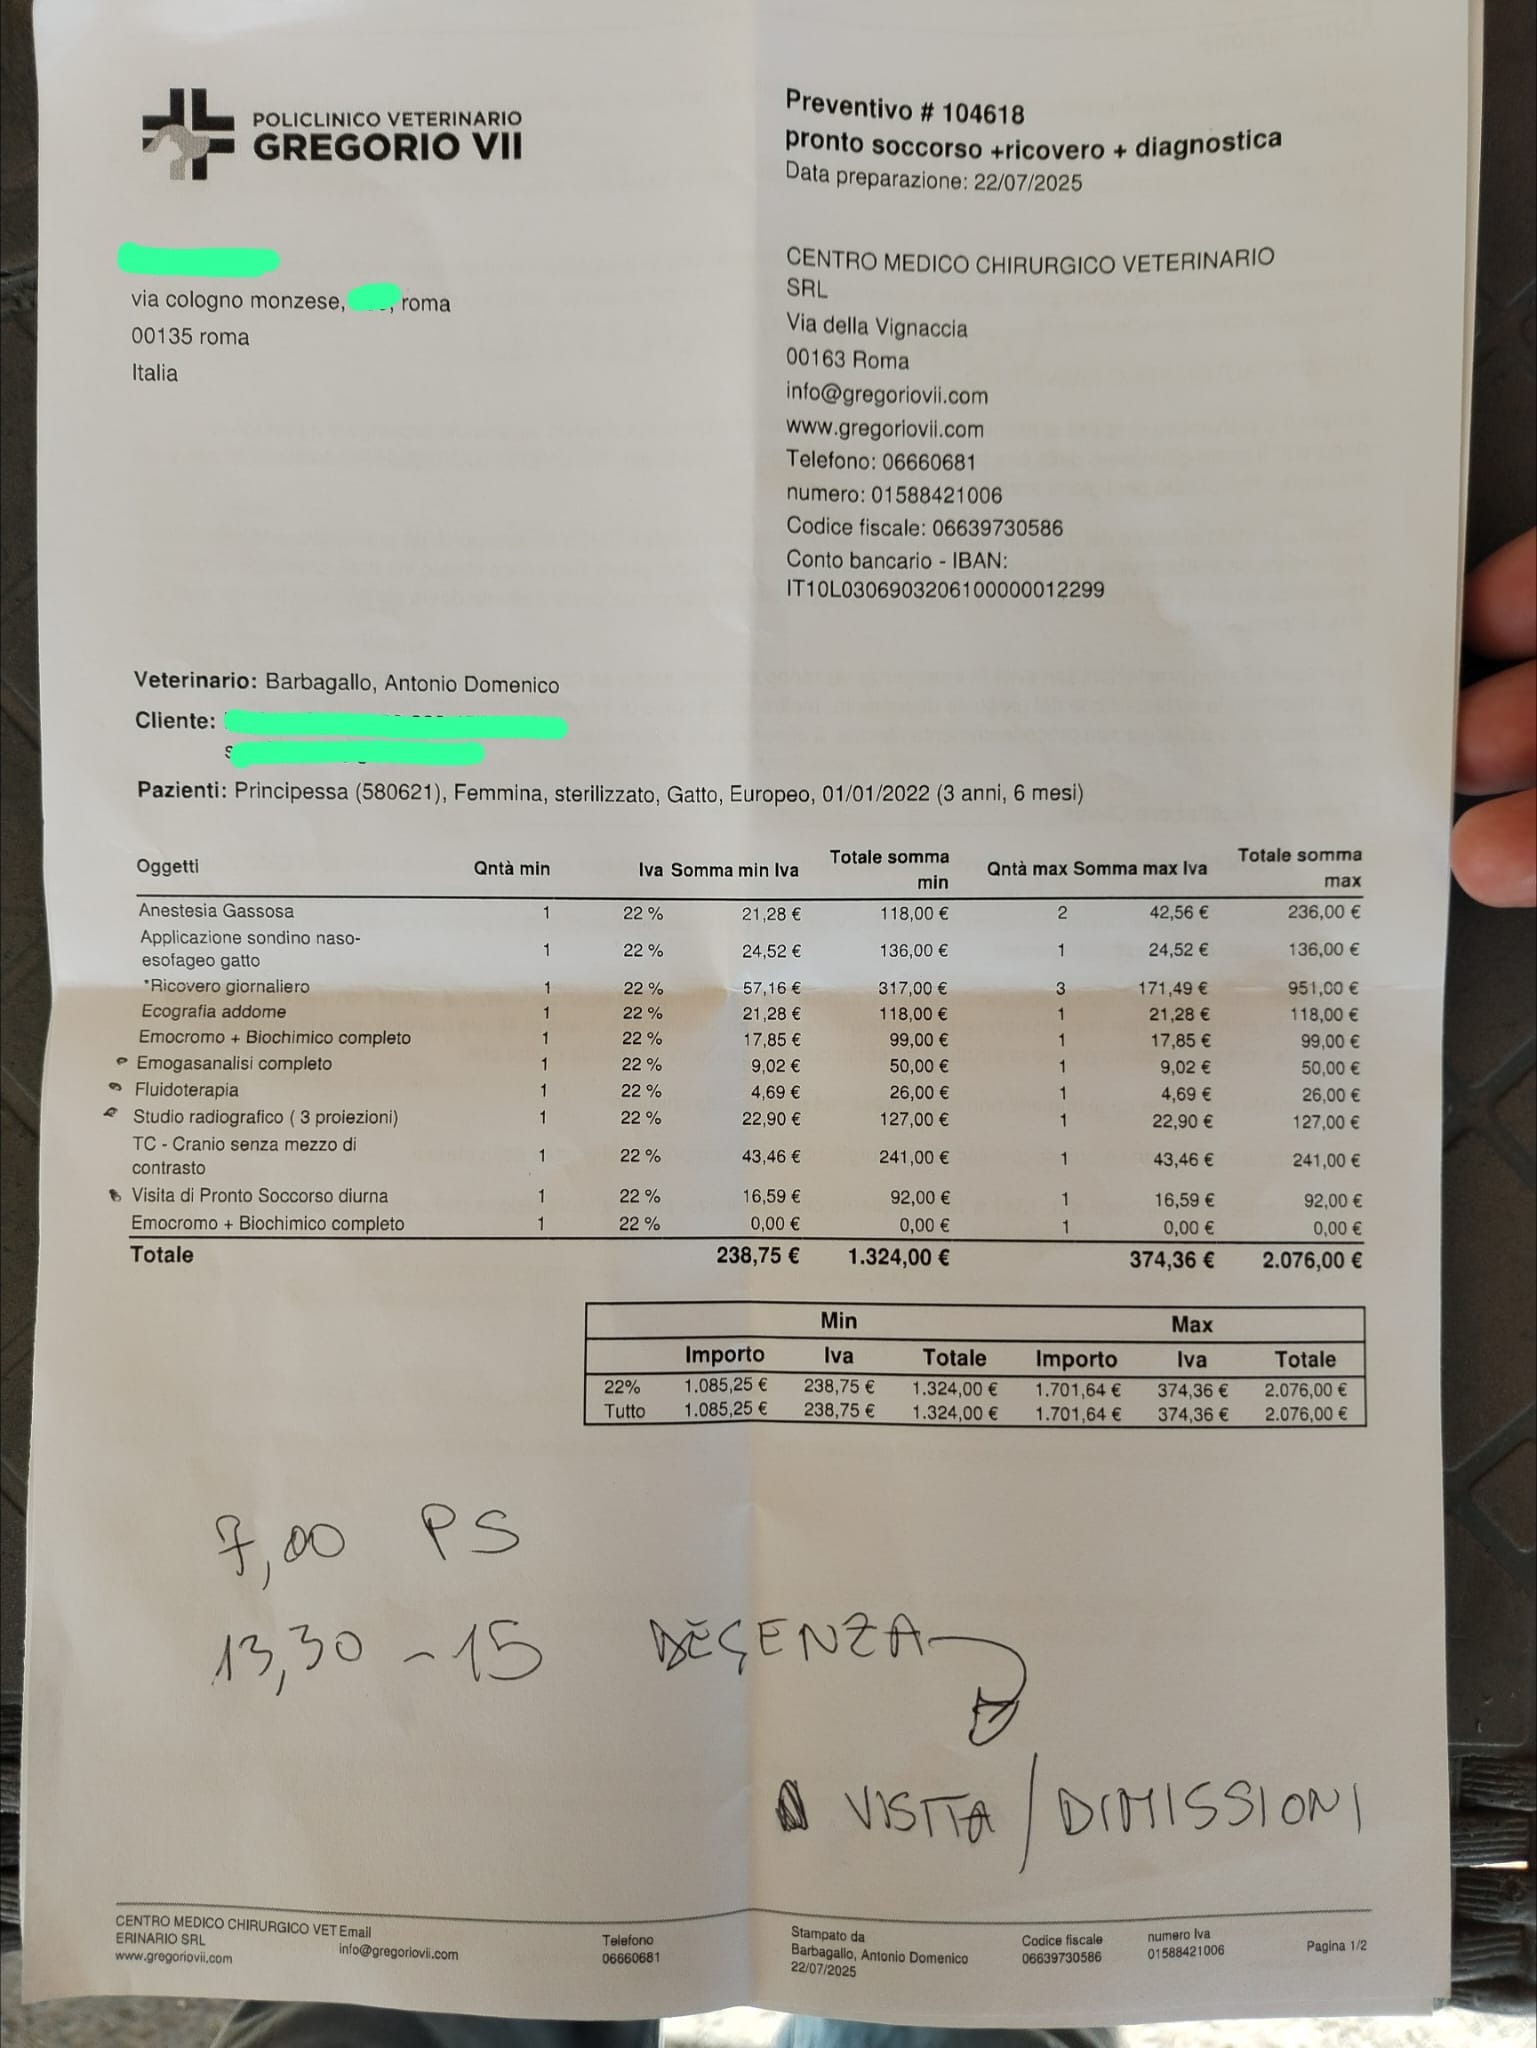 POLICLINICO VETERINARIO
GREGORIO VII
Preventivo # 104618
pronto soccorso +ricovero + diagnostica
Data preparazione: 22/07/2025
via cologno monzese, , roma
00135 roma
Italia
CENTRO MEDICO CHIRURGICO VETERINARIO
SRL
Via della Vignaccia
00163 Roma
info@gregoriovii.com
www.gregoriovii.com
Telefono: 06660681
numero: 01588421006
Codice fiscale: 06639730586
Conto bancario - IBAN:
IT10L0306903206100000012299
Veterinario: Barbagallo, Antonio Domenico
Cliente:
Pazienti: Principessa (580621), Femmina, sterilizzato, Gatto, Europeo, 01/01/2022 (3 anni, 6 mesi)
Oggetti Qntà min Iva Somma min Iva Totale somma min Qntà max Somma max Iva Totale somma max
Anestesia Gassosa 1 22 % 21,28 € 118,00 € 2 42,56 € 236,00 €
Applicazione sondino naso-
esofageo gatto 1 22 % 24,52 € 136,00 € 1 24,52 € 136,00 €
*Ricovero giornaliero 1 22 % 57,16 € 317,00 € 3 171,49 € 951,00 €
Ecografia addome 1 22 % 21,28 € 118,00 € 1 21,28 € 118,00 €
Emocromo + Biochimico completo 1 22 % 17,85 € 99,00 € 1 17,85 € 99,00 €
Emogasanalisi completo 1 22 % 9,02 € 50,00 € 1 9,02 € 50,00 €
Fluidoterapia 1 22 % 4,69 € 26,00 € 1 4,69 € 26,00 €
Studio radiografico ( 3 proiezioni) 1 22 % 22,90 € 127,00 € 1 22,90 € 127,00 €
TC - Cranio senza mezzo di
contrasto 1 22 % 43,46 € 241,00 € 1 43,46 € 241,00 €
Visita di Pronto Soccorso diurna 1 22 % 16,59 € 92,00 € 1 16,59 € 92,00 €
Emocromo + Biochimico completo 1 22 % 0,00 € 0,00 € 1 0,00 € 0,00 €
Totale 238,75 € 1.324,00 € 374,36 € 2.076,00 €
Min Max
Importo Iva Totale Importo Iva Totale
22% 1.085,25 € 238,75 € 1.324,00 € 1.701,64 € 374,36 € 2.076,00 €
Tutto 1.085,25 € 238,75 € 1.324,00 € 1.701,64 € 374,36 € 2.076,00 €
7,00 PS
13,30 - 15 DEGENZA
VISITA / DIMISSIONI
CENTRO MEDICO CHIRURGICO VET
ERINARIO SRL
www.gregoriovii.com
Email
info@gregoriovii.com
Telefono
06660681
Stampato da
Barbagallo, Antonio Domenico
22/07/2025
Codice fiscale
06639730586
numero Iva
01588421006
Pagina 1/2